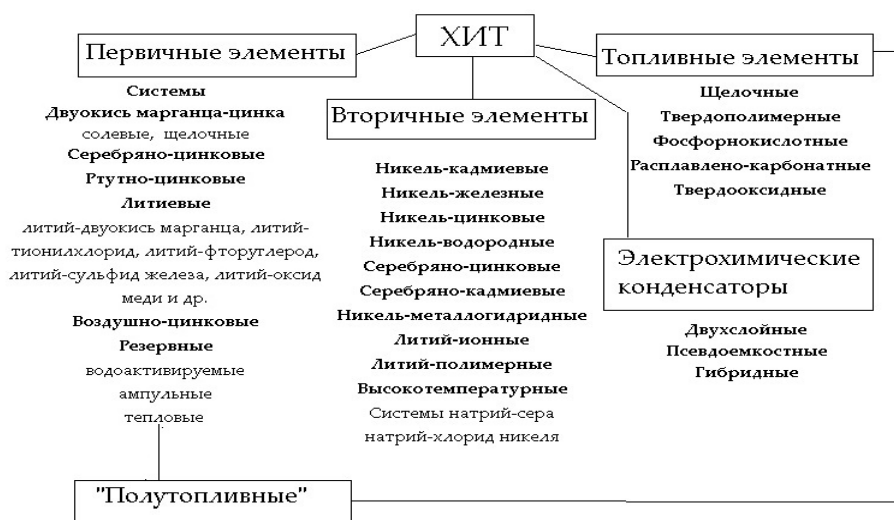 ХИТ
Первичные элементы
Системы
Двуокись марганца-цинка
солевые, щелочные
Серебряно-цинковые
Ртутно-цинковые
Литиевые
литий-двуокись марганца, литий-
тионилхлорид, литий-фторуглерод,
литий-сульфид железа, литий-оксид
меди и др.
Воздушно-цинковые
Резервные
водоактивируемые
ампульные
тепловые
"Полутопливные"
Вторичные элементы
Никель-кадмиевые
Никель-железные
Никель-цинковые
Никель-водородные
Серебряно-цинковые
Серебряно-кадмиевые
Никель-металлогидридные
Литий-ионные
Литий-полимерные
Высокотемпературные
Системы натрий-сера
натрий-хлорид никеля
Топливные элементы
Щелочные
Твердополимерные
Фосфорнокислотные
Расплавлено-карбонатные
Твердооксидные
Электрохимические
конденсаторы
Двухслойные
Псевдоемкостные
Гибридные